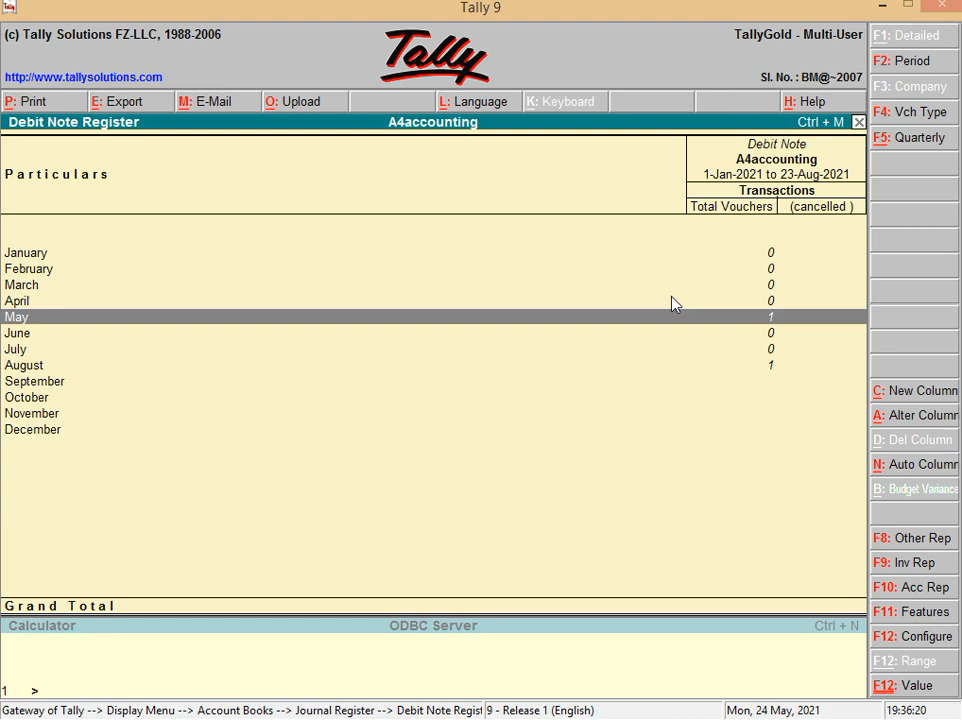 Tally 9
(c) Tally Solutions FZ-LLC, 1988-2006
Tally
TallyGold - Multi-User
http://www.tallysolutions.com
Sl. No. : BM@~2007
P: Print
E: Export
M: E-Mail
O: Upload
L: Language
K: Keyboard
H: Help
Debit Note Register
A4accounting
Ctrl + M
Particulars
Debit Note
A4accounting
1-Jan-2021 to 23-Aug-2021
Transactions
Total Vouchers
(cancelled )
January 0
February 0
March 0
April 0
May 1
June 0
July 0
August 1
September
October
November
December
Grand Total
Calculator
ODBC Server
Ctrl + N
1 >
Gateway of Tally --> Display Menu --> Account Books --> Journal Register --> Debit Note Regist
9 - Release 1 (English)
Mon, 24 May, 2021
19:36:20
F1: Detailed
F2: Period
F3: Company
F4: Vch Type
F5: Quarterly
C: New Column
A: Alter Column
D: Del Column
N: Auto Column
B: Budget Variance
F8: Other Rep
F9: Inv Rep
F10: Acc Rep
F11: Features
F12: Configure
F12: Range
F12: Value